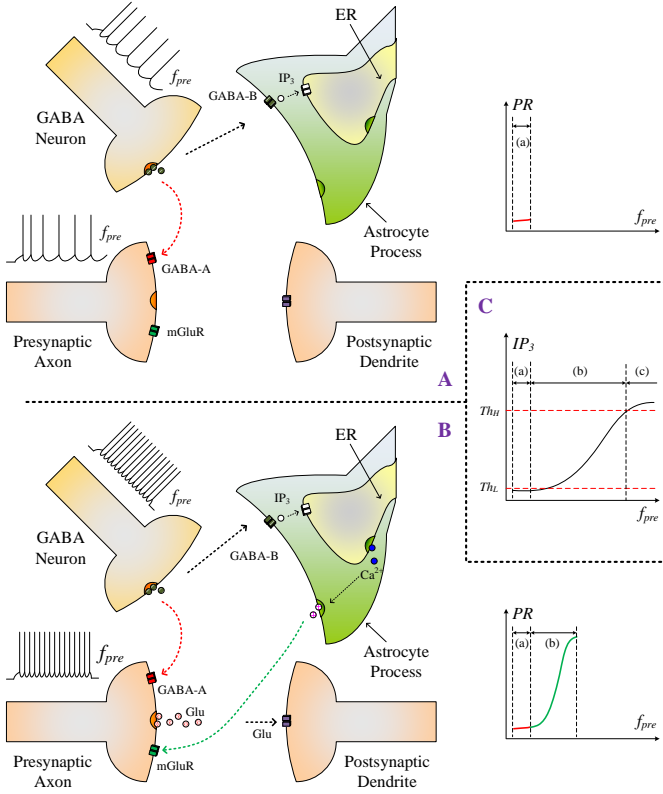 ER
f_pre
IP₃
GABA-B
GABA
Neuron
PR
(a)
f_pre
Astrocyte
Process
f_pre
GABA-A
mGluR
Presynaptic
Axon
Postsynaptic
Dendrite
A
C
IP₃
(a)
(b)
(c)
Th_H
Th_L
f_pre
B
ER
f_pre
IP₃
GABA
Neuron
GABA-B
Ca²⁺
Astrocyte
Process
PR
(a)
(b)
f_pre
f_pre
GABA-A
Glu
Glu
mGluR
Presynaptic
Axon
Postsynaptic
Dendrite